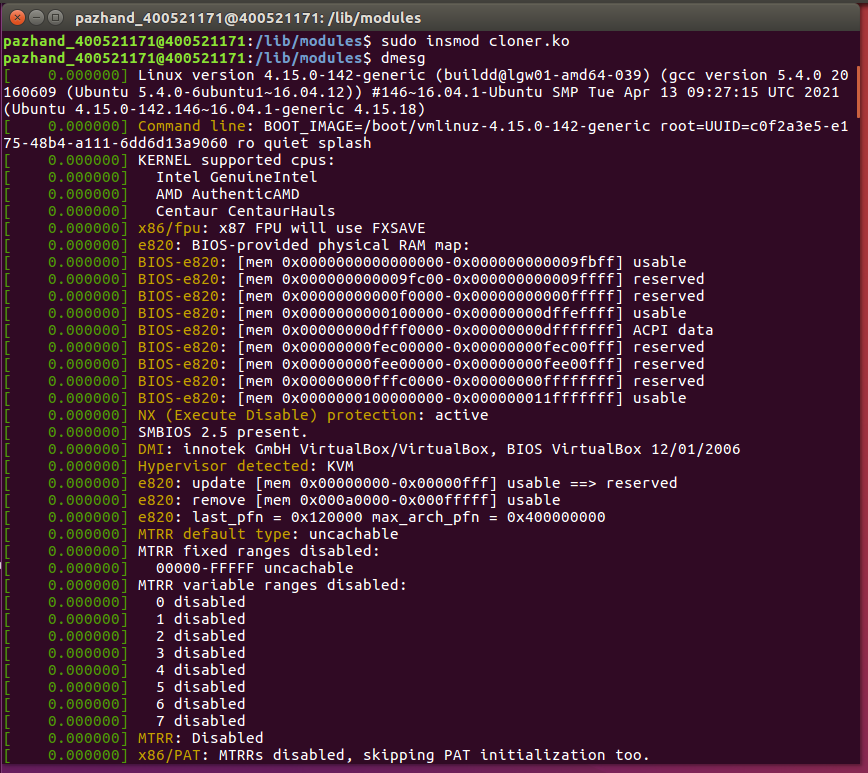 pazhand_400521171@400521171: /lib/modules
pazhand_400521171@400521171:/lib/modules$ sudo insmod cloner.ko
pazhand_400521171@400521171:/lib/modules$ dmesg
[    0.000000] Linux version 4.15.0-142-generic (buildd@lgw01-amd64-039) (gcc version 5.4.0 20
160609 (Ubuntu 5.4.0-6ubuntu1~16.04.12)) #146~16.04.1-Ubuntu SMP Tue Apr 13 09:27:15 UTC 2021
(Ubuntu 4.15.0-142.146~16.04.1-generic 4.15.18)
[    0.000000] Command line: BOOT_IMAGE=/boot/vmlinuz-4.15.0-142-generic root=UUID=c0f2a3e5-e1
75-48b4-a111-6dd6d13a9060 ro quiet splash
[    0.000000] KERNEL supported cpus:
[    0.000000]   Intel GenuineIntel
[    0.000000]   AMD AuthenticAMD
[    0.000000]   Centaur CentaurHauls
[    0.000000] x86/fpu: x87 FPU will use FXSAVE
[    0.000000] e820: BIOS-provided physical RAM map:
[    0.000000] BIOS-e820: [mem 0x0000000000000000-0x000000000009fbff] usable
[    0.000000] BIOS-e820: [mem 0x000000000009fc00-0x000000000009ffff] reserved
[    0.000000] BIOS-e820: [mem 0x00000000000f0000-0x00000000000fffff] reserved
[    0.000000] BIOS-e820: [mem 0x0000000000100000-0x00000000dffeffff] usable
[    0.000000] BIOS-e820: [mem 0x00000000dfff0000-0x00000000dfffffff] ACPI data
[    0.000000] BIOS-e820: [mem 0x00000000fec00000-0x00000000fec00fff] reserved
[    0.000000] BIOS-e820: [mem 0x00000000fee00000-0x00000000fee00fff] reserved
[    0.000000] BIOS-e820: [mem 0x00000000fffc0000-0x00000000ffffffff] reserved
[    0.000000] BIOS-e820: [mem 0x0000000100000000-0x000000011fffffff] usable
[    0.000000] NX (Execute Disable) protection: active
[    0.000000] SMBIOS 2.5 present.
[    0.000000] DMI: innotek GmbH VirtualBox/VirtualBox, BIOS VirtualBox 12/01/2006
[    0.000000] Hypervisor detected: KVM
[    0.000000] e820: update [mem 0x00000000-0x00000fff] usable ==> reserved
[    0.000000] e820: remove [mem 0x000a0000-0x000fffff] usable
[    0.000000] e820: last_pfn = 0x120000 max_arch_pfn = 0x400000000
[    0.000000] MTRR default type: uncachable
[    0.000000] MTRR fixed ranges disabled:
[    0.000000]   00000-FFFFF uncachable
[    0.000000] MTRR variable ranges disabled:
[    0.000000]   0 disabled
[    0.000000]   1 disabled
[    0.000000]   2 disabled
[    0.000000]   3 disabled
[    0.000000]   4 disabled
[    0.000000]   5 disabled
[    0.000000]   6 disabled
[    0.000000]   7 disabled
[    0.000000] MTRR: Disabled
[    0.000000] x86/PAT: MTRRs disabled, skipping PAT initialization too.